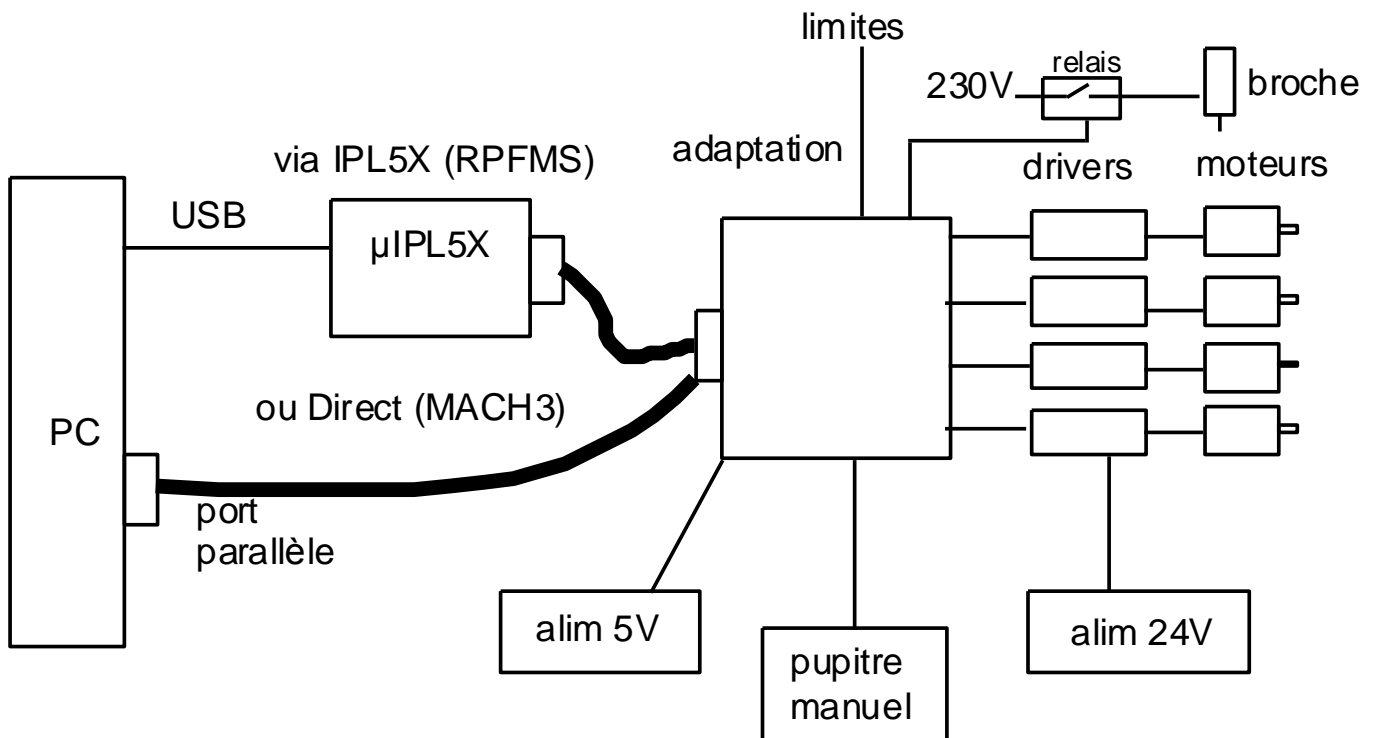 limites
relais
230V
broche
adaptation
via IPL5X (RPFMS)
drivers
moteurs
USB
µIPL5X
ou Direct (MACH3)
PC
port
parallèle
alim 5V
alim 24V
pupitre
manuel